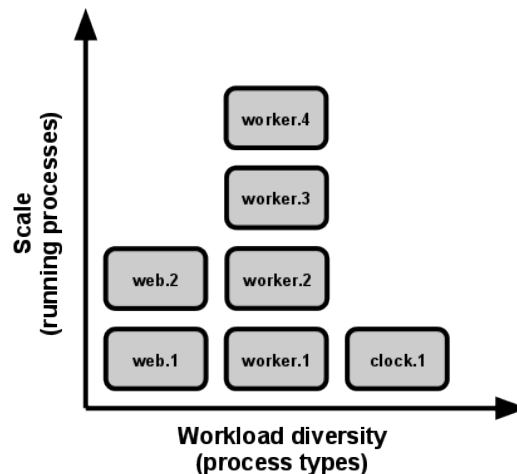 worker.4
worker.3
web.2
worker.2
web.1
worker.1
clock.1
Scale
(running processes)
Workload diversity
(process types)